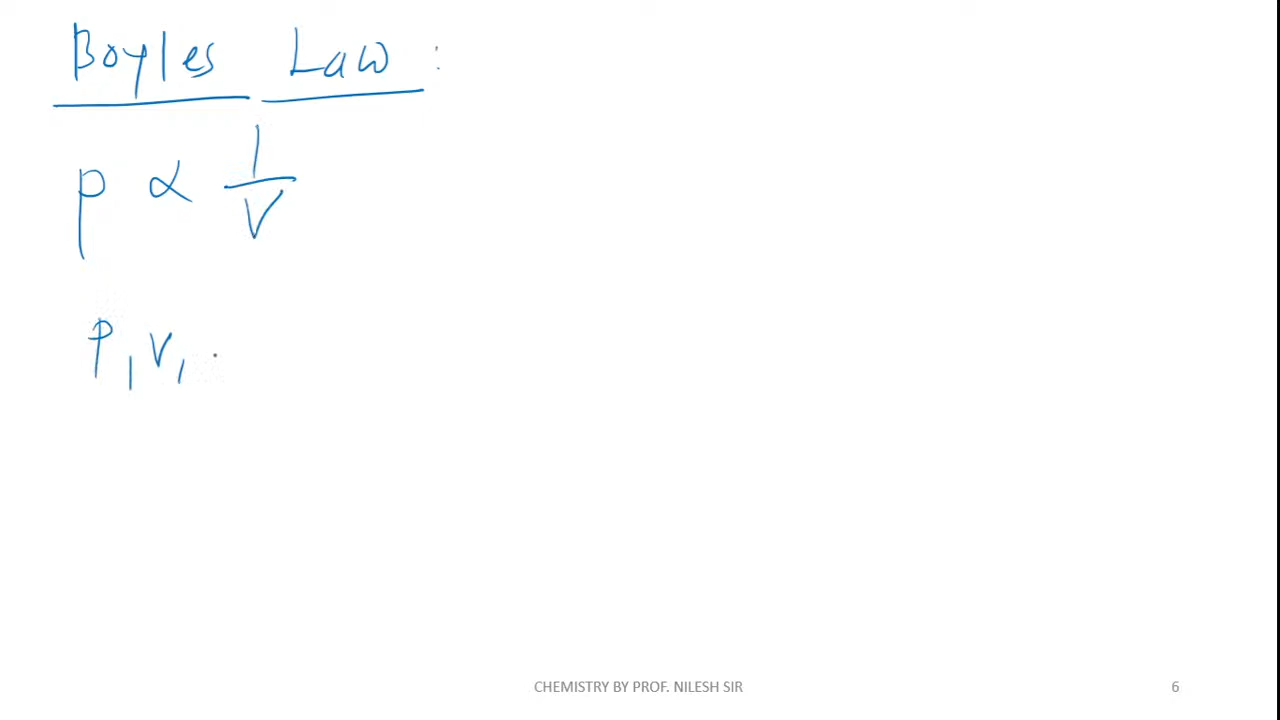 Boyles Law :
p ∝ 1/V
P₁V₁
CHEMISTRY BY PROF. NILESH SIR 6